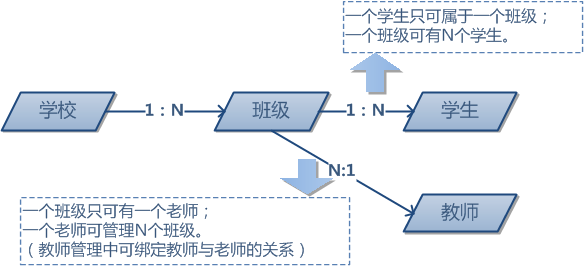 一个学生只可属于一个班级；
一个班级可有N个学生。
学校
1：N
班级
1：N
学生
N:1
教师
一个班级只可有一个老师；
一个老师可管理N个班级。
（教师管理中可绑定教师与老师的关系）